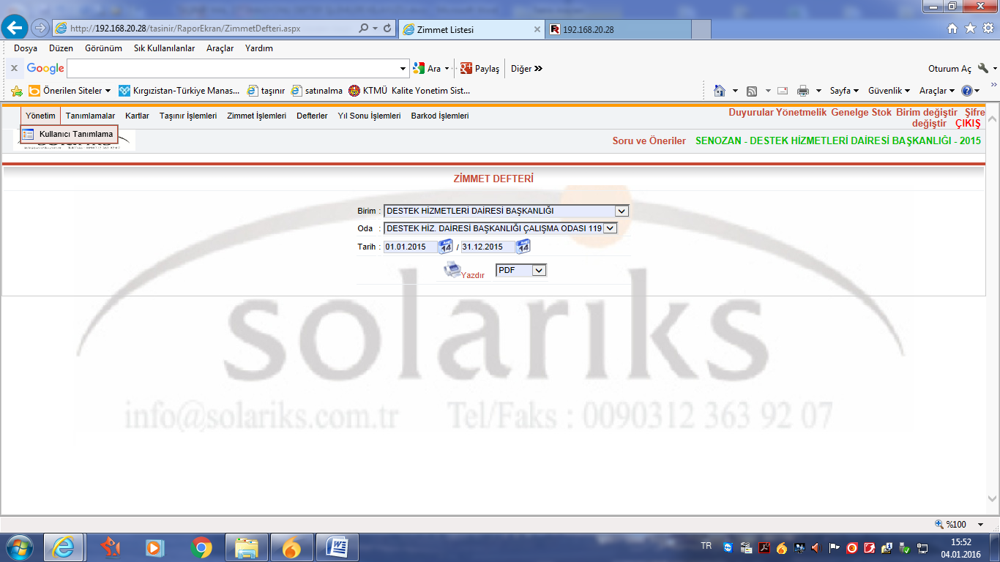 http://192.168.20.28/tasinir/RaporEkran/ZimmetDefteri.aspx
Zimmet Listesi
192.168.20.28
Dosya Düzen Görünüm Sık Kullanılanlar Araçlar Yardım
x Google Ara Paylaş Diğer »
Oturum Aç
Önerilen Siteler Kırgızistan-Türkiye Manas... taşınır satınalma KTMÜ Kalite Yonetim Sist...
Sayfa Güvenlik Araçlar
Yönetim Tanımlamalar Kartlar Taşınır İşlemleri Zimmet İşlemleri Defterler Yıl Sonu İşlemleri Barkod İşlemleri
Duyurular Yönetmelik Genelge Stok Birim değiştir Şifre
değiştir ÇIKIŞ
Kullanıcı Tanımlama
Soru ve Öneriler SENOZAN - DESTEK HİZMETLERİ DAİRESİ BAŞKANLIĞI - 2015
ZİMMET DEFTERİ
Birim : DESTEK HİZMETLERİ DAİRESİ BAŞKANLIĞI
Oda : DESTEK HİZ. DAİRESİ BAŞKANLIĞI ÇALIŞMA ODASI 119
Tarih : 01.01.2015 / 31.12.2015
Yazdır PDF
solarıks
info@solariks.com.tr Tel/Faks : 0090312 363 92 07
%100
TR
15:52
04.01.2016